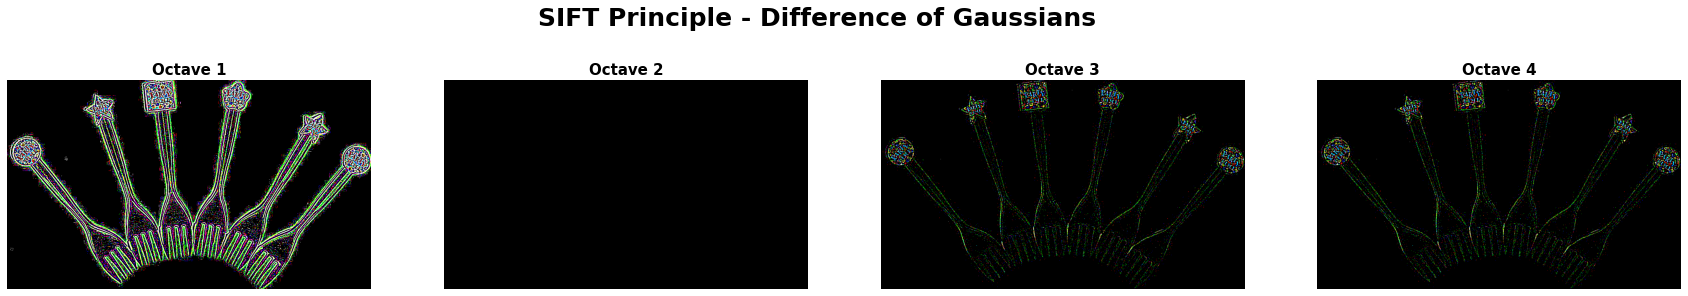 SIFT Principle - Difference of Gaussians
Octave 1
Octave 2
Octave 3
Octave 4